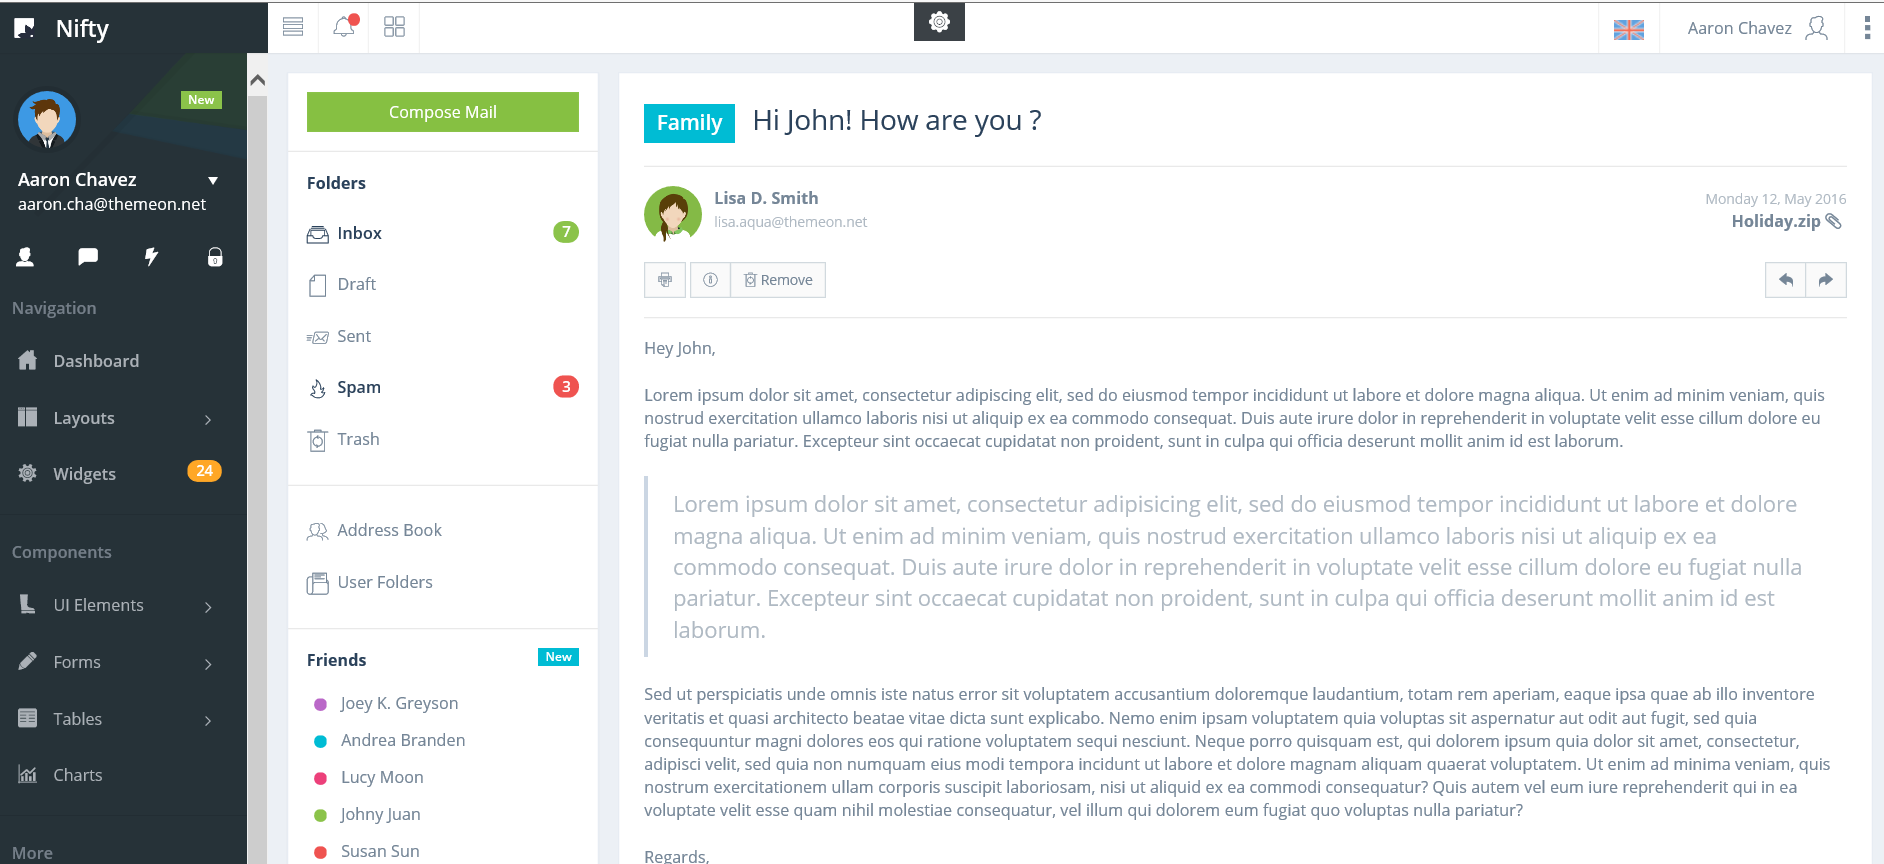 Nifty
Aaron Chavez
New
Aaron Chavez
aaron.cha@themeon.net
Navigation
Dashboard
Layouts
Widgets 24
Components
UI Elements
Forms
Tables
Charts
More
Compose Mail
Folders
Inbox 7
Draft
Sent
Spam 3
Trash
Address Book
User Folders
Friends New
Joey K. Greyson
Andrea Branden
Lucy Moon
Johny Juan
Susan Sun
Family Hi John! How are you ?
Lisa D. Smith
lisa.aqua@themeon.net
Monday 12, May 2016
Holiday.zip
Remove
Hey John,
Lorem ipsum dolor sit amet, consectetur adipiscing elit, sed do eiusmod tempor incididunt ut labore et dolore magna aliqua. Ut enim ad minim veniam, quis
nostrud exercitation ullamco laboris nisi ut aliquip ex ea commodo consequat. Duis aute irure dolor in reprehenderit in voluptate velit esse cillum dolore eu
fugiat nulla pariatur. Excepteur sint occaecat cupidatat non proident, sunt in culpa qui officia deserunt mollit anim id est laborum.
Lorem ipsum dolor sit amet, consectetur adipisicing elit, sed do eiusmod tempor incididunt ut labore et dolore
magna aliqua. Ut enim ad minim veniam, quis nostrud exercitation ullamco laboris nisi ut aliquip ex ea
commodo consequat. Duis aute irure dolor in reprehenderit in voluptate velit esse cillum dolore eu fugiat nulla
pariatur. Excepteur sint occaecat cupidatat non proident, sunt in culpa qui officia deserunt mollit anim id est
laborum.
Sed ut perspiciatis unde omnis iste natus error sit voluptatem accusantium doloremque laudantium, totam rem aperiam, eaque ipsa quae ab illo inventore
veritatis et quasi architecto beatae vitae dicta sunt explicabo. Nemo enim ipsam voluptatem quia voluptas sit aspernatur aut odit aut fugit, sed quia
consequuntur magni dolores eos qui ratione voluptatem sequi nesciunt. Neque porro quisquam est, qui dolorem ipsum quia dolor sit amet, consectetur,
adipisci velit, sed quia non numquam eius modi tempora incidunt ut labore et dolore magnam aliquam quaerat voluptatem. Ut enim ad minima veniam, quis
nostrum exercitationem ullam corporis suscipit laboriosam, nisi ut aliquid ex ea commodi consequatur? Quis autem vel eum iure reprehenderit qui in ea
voluptate velit esse quam nihil molestiae consequatur, vel illum qui dolorem eum fugiat quo voluptas nulla pariatur?
Regards,